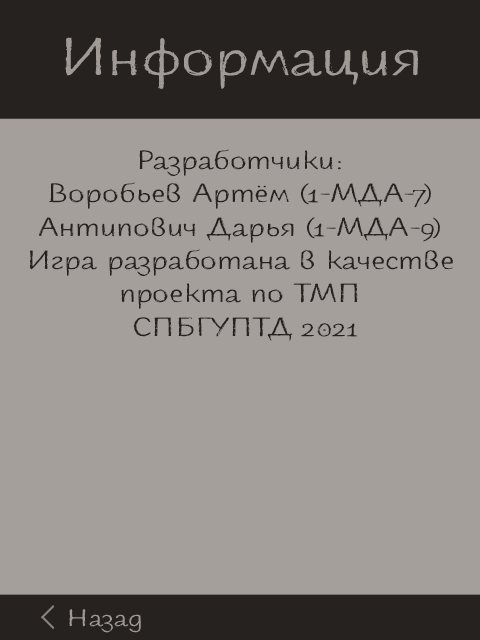 Информация
Разработчики:
Воробьев Артём (1-МДА-7)
Антипович Дарья (1-МДА-9)
Игра разработана в качестве
проекта по ТМП
СПБГУПТД 2021
< Назад